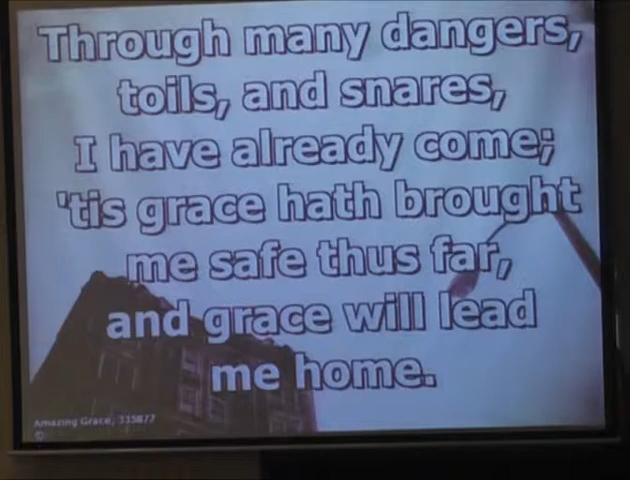 Through many dangers,
toils, and snares,
I have already come;
'tis grace hath brought
me safe thus far,
and grace will lead
me home.
Amazing Grace, 335877
©